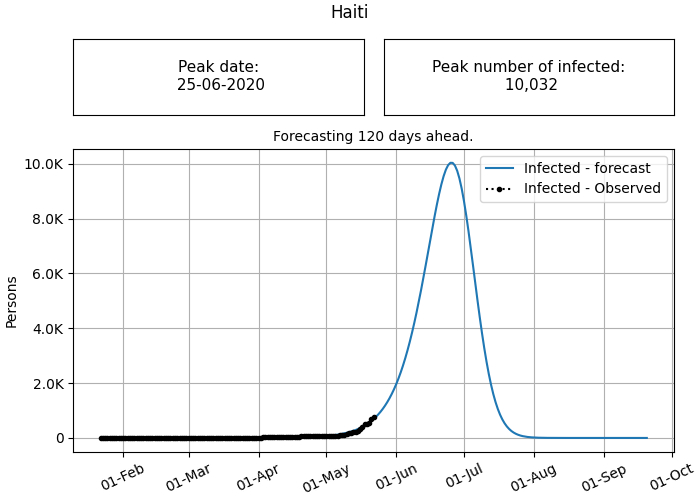 Haiti
Peak date:
25-06-2020
Peak number of infected:
10,032
Forecasting 120 days ahead.
Infected - forecast
Infected - Observed
Persons
10.0K
8.0K
6.0K
4.0K
2.0K
0
01-Feb
01-Mar
01-Apr
01-May
01-Jun
01-Jul
01-Aug
01-Sep
01-Oct